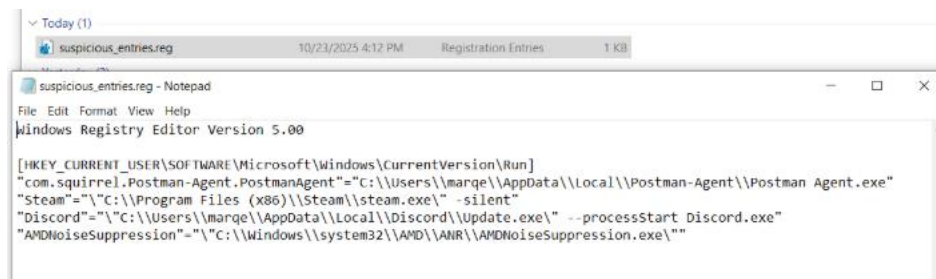 Today (1)
suspicious_entries.reg 10/23/2025 4:12 PM Registration Entries 1 KB
suspicious_entries.reg - Notepad
File Edit Format View Help
Windows Registry Editor Version 5.00
[HKEY_CURRENT_USER\SOFTWARE\Microsoft\Windows\CurrentVersion\Run]
"com.squirrel.Postman-Agent.PostmanAgent"="C:\\Users\\marqe\\AppData\\Local\\Postman-Agent\\Postman Agent.exe"
"Steam"="\"C:\\Program Files (x86)\\Steam\\steam.exe\" -silent"
"Discord"="\"C:\\Users\\marqe\\AppData\\Local\\Discord\\Update.exe\" --processStart Discord.exe"
"AMDNoiseSuppression"="\"C:\\Windows\\system32\\AMD\\ANR\\AMDNoiseSuppression.exe\""